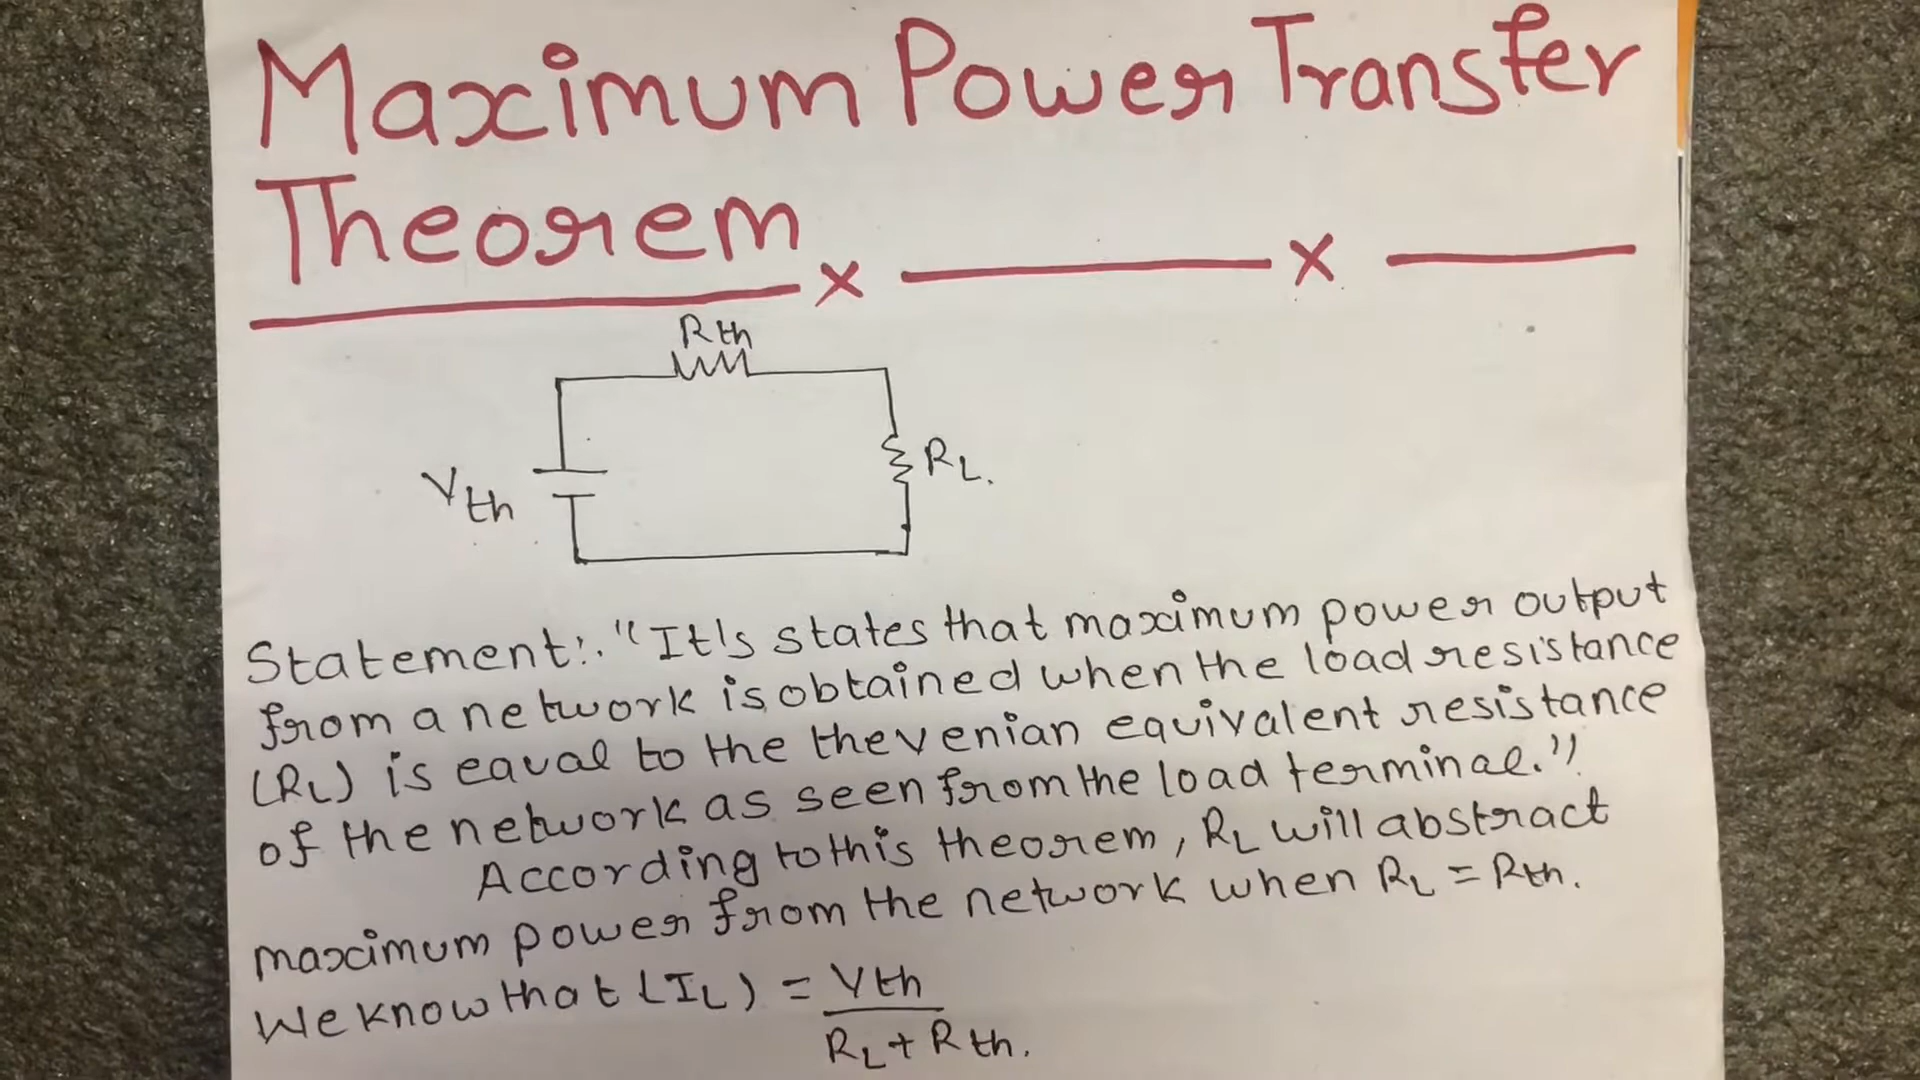 Maximum Power Transfer
Theorem
Rth
Vth
RL.
Statement:. "It's states that maximum power output
from a network is obtained when the load resistance
(RL) is eaual to the thevenian equivalent resistance
of the network as seen from the load terminal."
According to this theorem, RL will abstract
maximum power from the network when RL = Rth.
We know that (IL) = Vth
RL + Rth.